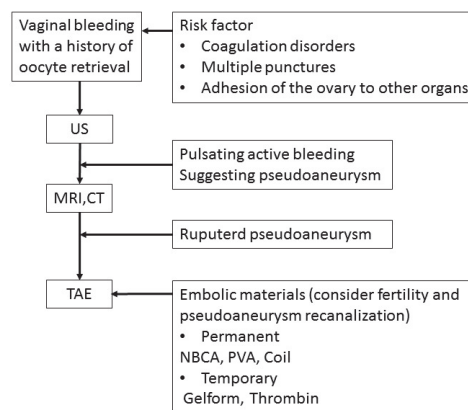 Vaginal bleeding
with a history of
oocyte retrieval
Risk factor
• Coagulation disorders
• Multiple punctures
• Adhesion of the ovary to other organs
US
Pulsating active bleeding
Suggesting pseudoaneurysm
MRI,CT
Ruputerd pseudoaneurysm
TAE
Embolic materials (consider fertility and
pseudoaneurysm recanalization)
• Permanent
NBCA, PVA, Coil
• Temporary
Gelform, Thrombin